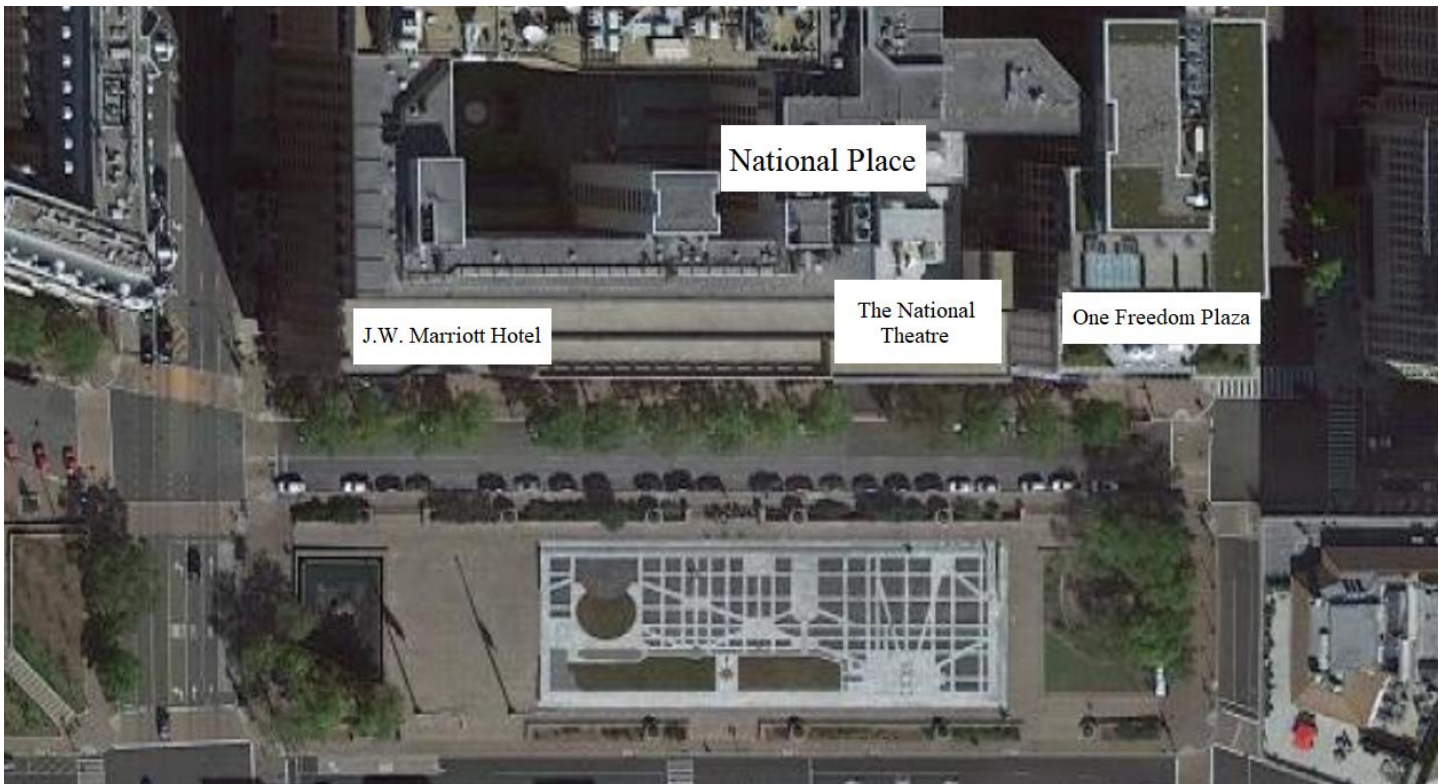 National Place
J.W. Marriott Hotel
The National
Theatre
One Freedom Plaza